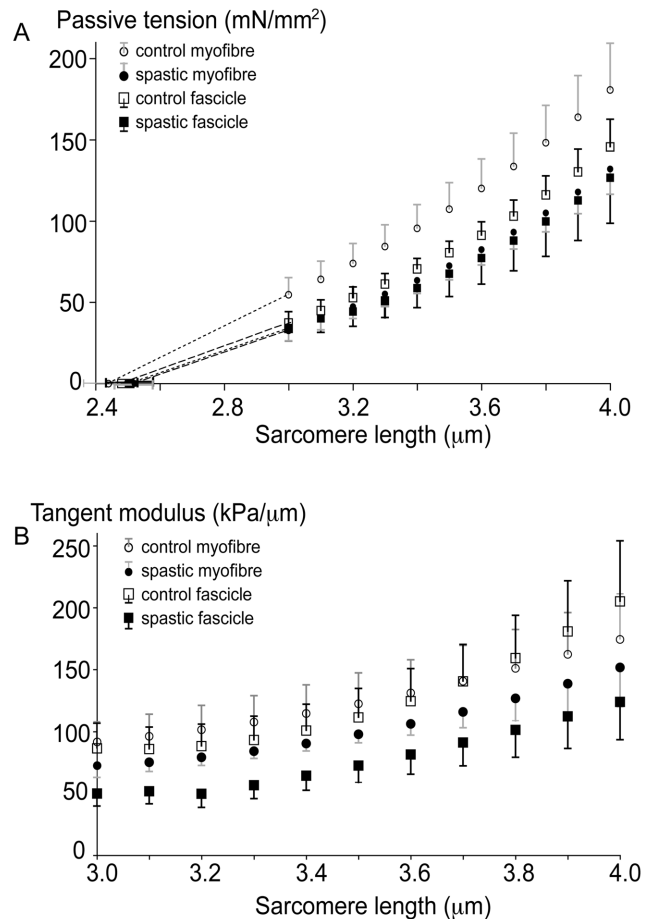 A
Passive tension (mN/mm²)
control myofibre
spastic myofibre
control fascicle
spastic fascicle
200
150
100
50
0
2.4 2.8 3.2 3.6 4.0
Sarcomere length (μm)
B
Tangent modulus (kPa/μm)
control myofibre
spastic myofibre
control fascicle
spastic fascicle
250
200
150
100
50
0
3.0 3.2 3.4 3.6 3.8 4.0
Sarcomere length (μm)